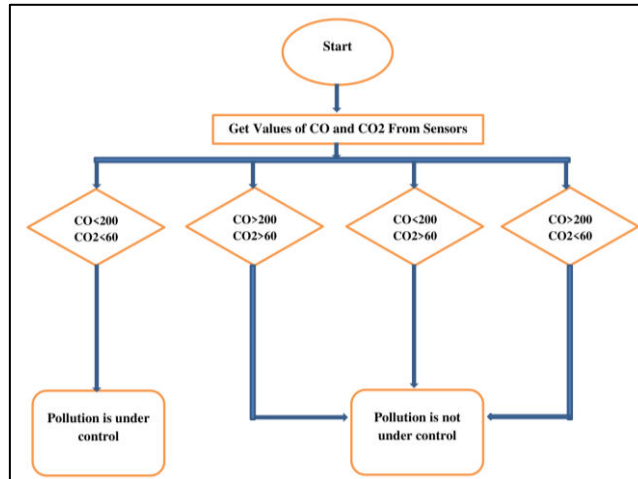 Start
Get Values of CO and CO2 From Sensors
CO<200
CO2<60
CO>200
CO2>60
CO<200
CO2>60
CO>200
CO2<60
Pollution is under
control
Pollution is not
under control